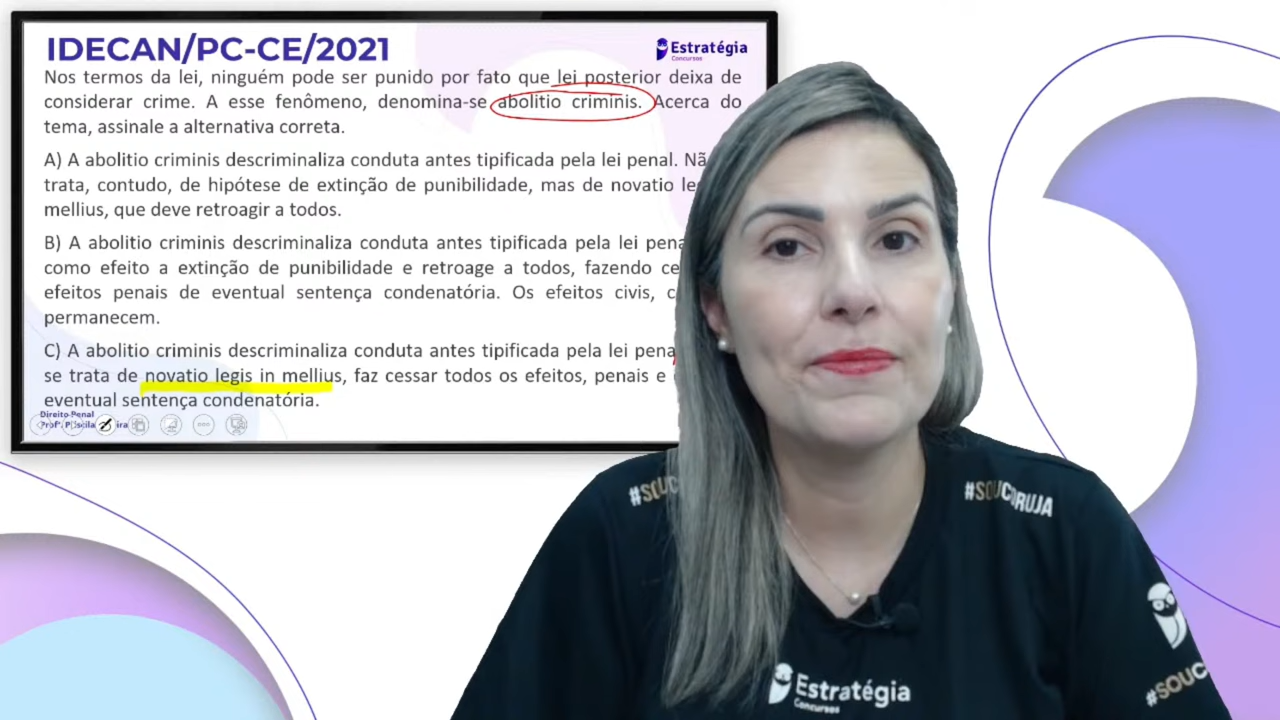 IDECAN/PC-CE/2021
Estratégia
Concursos
Nos termos da lei, ninguém pode ser punido por fato que lei posterior deixa de
considerar crime. A esse fenômeno, denomina-se abolitio criminis. Acerca do
tema, assinale a alternativa correta.
A) A abolitio criminis descriminaliza conduta antes tipificada pela lei penal.
trata, contudo, de hipótese de extinção de punibilidade, mas de novatio
mellius, que deve retroagir a todos.
B) A abolitio criminis descriminaliza conduta antes tipificada pela lei
como efeito a extinção de punibilidade e retroage a todos, fazendo
efeitos penais de eventual sentença condenatória. Os efeitos civis,
permanecem.
C) A abolitio criminis descriminaliza conduta antes tipificada pela lei
se trata de novatio legis in mellius, faz cessar todos os efeitos, penais e
eventual sentença condenatória.
Direito Penal
#SOUCORUJA
Estratégia
Concursos